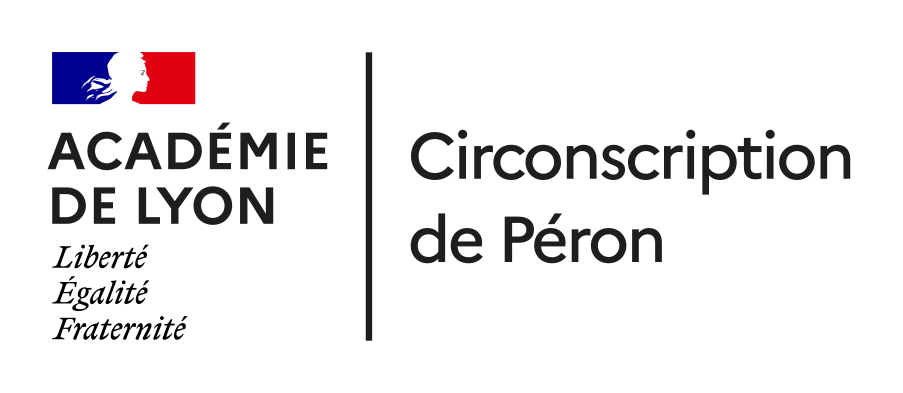 ACADÉMIE
DE LYON
Liberté
Égalité
Fraternité
Circonscription
de Péron